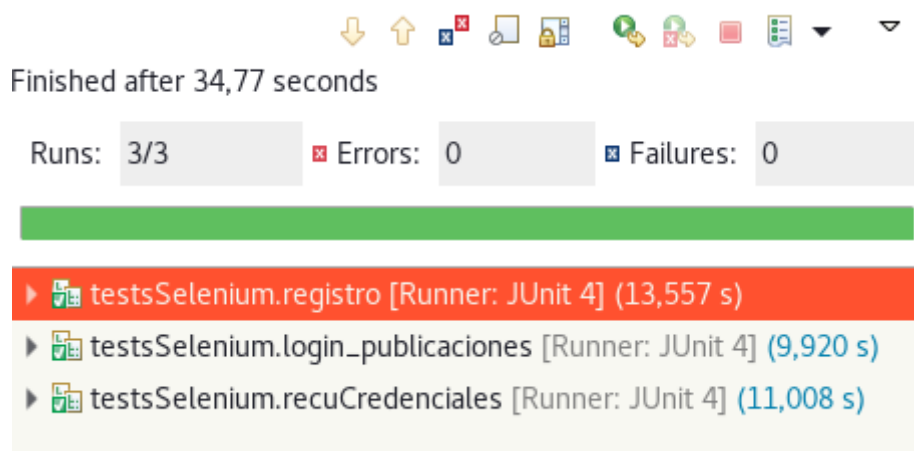 Finished after 34,77 seconds
Runs: 3/3 Errors: 0 Failures: 0
testsSelenium.registro [Runner: JUnit 4] (13,557 s)
testsSelenium.login_publicaciones [Runner: JUnit 4] (9,920 s)
testsSelenium.recuCredenciales [Runner: JUnit 4] (11,008 s)